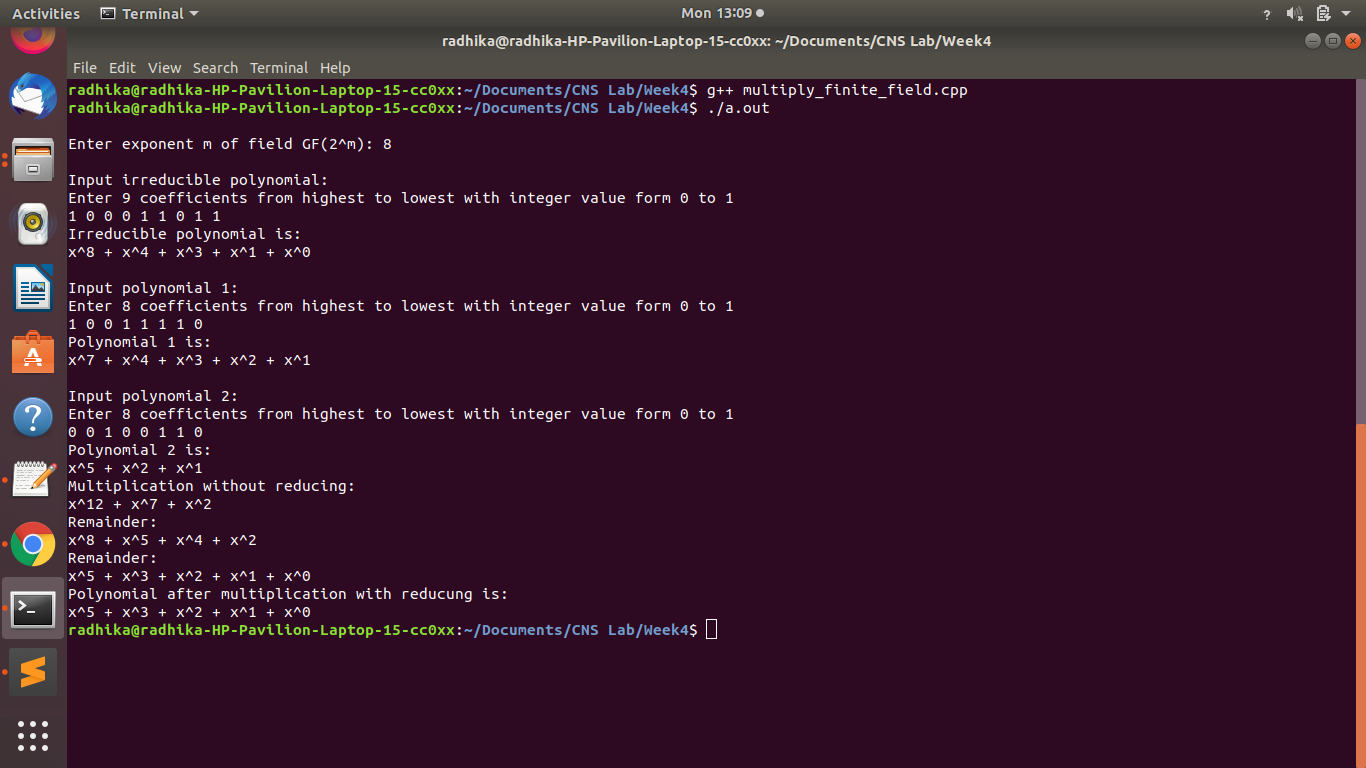 Activities Terminal Mon 13:09
radhika@radhika-HP-Pavilion-Laptop-15-cc0xx: ~/Documents/CNS Lab/Week4
File Edit View Search Terminal Help
radhika@radhika-HP-Pavilion-Laptop-15-cc0xx:~/Documents/CNS Lab/Week4$ g++ multiply_finite_field.cpp
radhika@radhika-HP-Pavilion-Laptop-15-cc0xx:~/Documents/CNS Lab/Week4$ ./a.out
Enter exponent m of field GF(2^m): 8
Input irreducible polynomial:
Enter 9 coefficients from highest to lowest with integer value form 0 to 1
1 0 0 0 1 1 0 1 1
Irreducible polynomial is:
x^8 + x^4 + x^3 + x^1 + x^0
Input polynomial 1:
Enter 8 coefficients from highest to lowest with integer value form 0 to 1
1 0 0 1 1 1 1 0
Polynomial 1 is:
x^7 + x^4 + x^3 + x^2 + x^1
Input polynomial 2:
Enter 8 coefficients from highest to lowest with integer value form 0 to 1
0 0 1 0 0 1 1 0
Polynomial 2 is:
x^5 + x^2 + x^1
Multiplication without reducing:
x^12 + x^7 + x^2
Remainder:
x^8 + x^5 + x^4 + x^2
Remainder:
x^5 + x^3 + x^2 + x^1 + x^0
Polynomial after multiplication with reducung is:
x^5 + x^3 + x^2 + x^1 + x^0
radhika@radhika-HP-Pavilion-Laptop-15-cc0xx:~/Documents/CNS Lab/Week4$